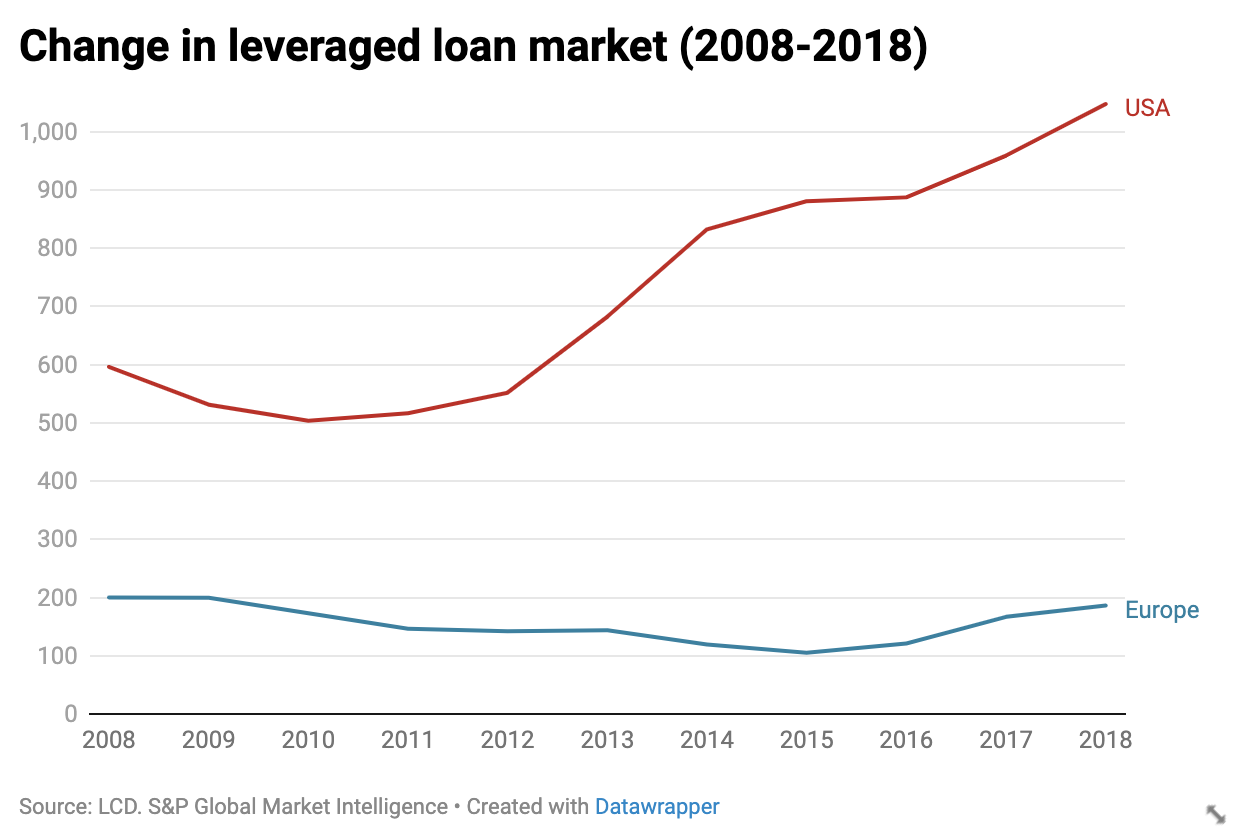 Change in leveraged loan market (2008-2018)
USA
1,000
900
800
700
600
500
400
300
200
Europe
100
0
2008 2009 2010 2011 2012 2013 2014 2015 2016 2017 2018
Source: LCD. S&P Global Market Intelligence • Created with Datawrapper